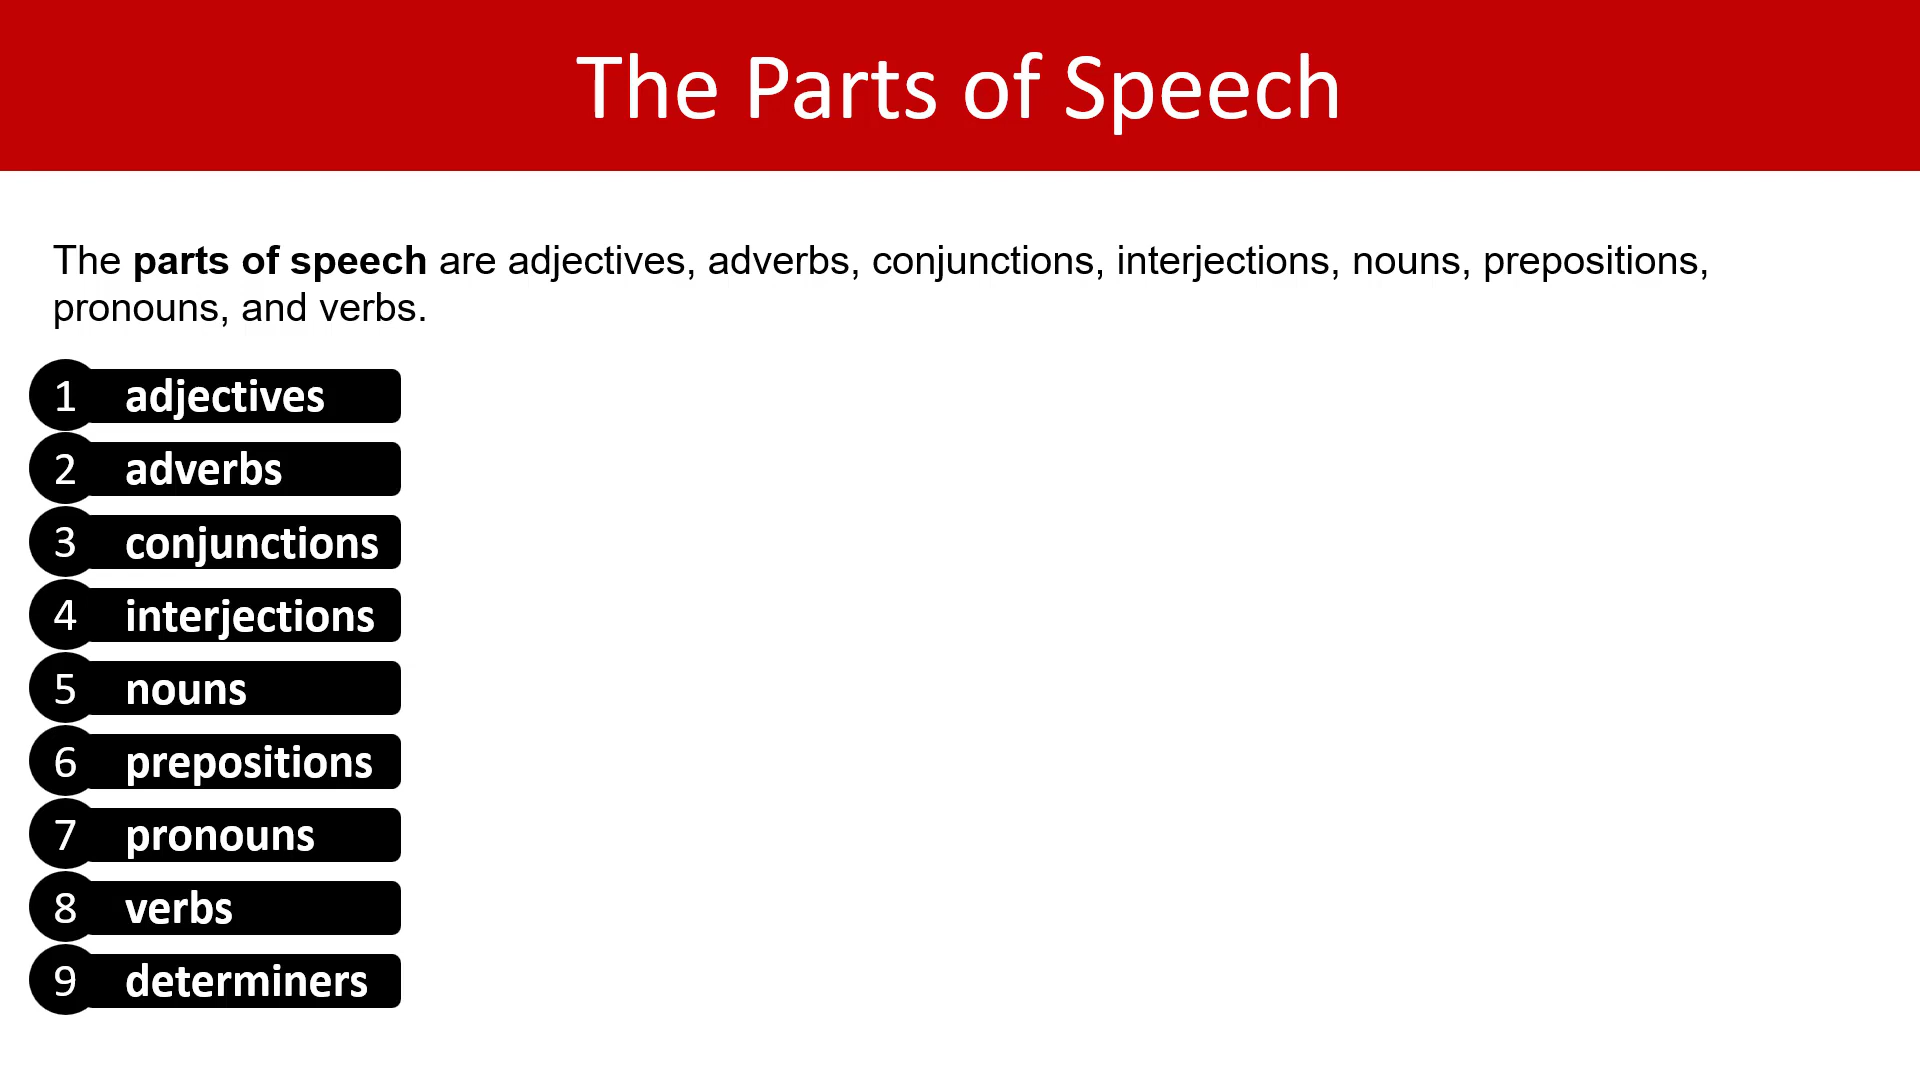 The Parts of Speech
The parts of speech are adjectives, adverbs, conjunctions, interjections, nouns, prepositions,
pronouns, and verbs.
1 adjectives
2 adverbs
3 conjunctions
4 interjections
5 nouns
6 prepositions
7 pronouns
8 verbs
9 determiners